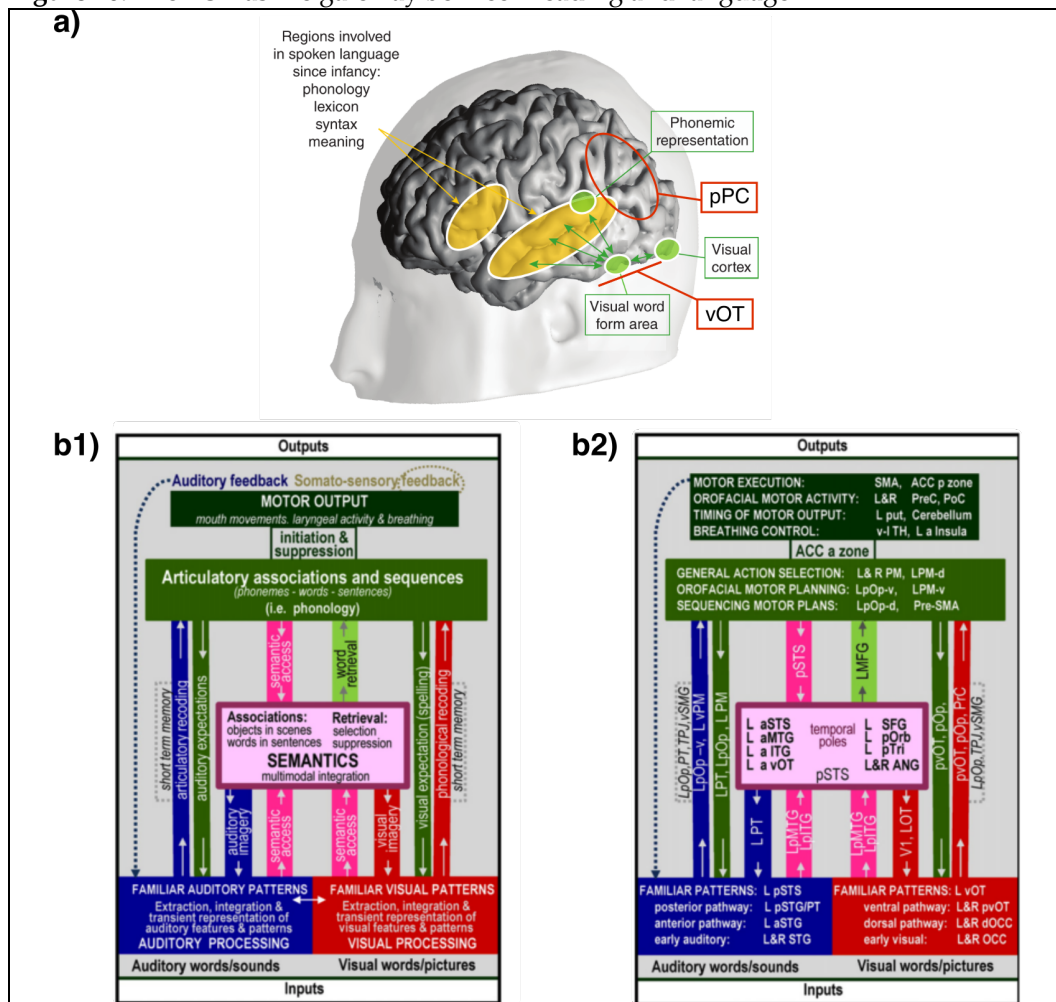 Figure
between reading and language
a)
Regions involved
in spoken language
since infancy:
phonology
lexicon
syntax
meaning
Phonemic
representation
pPC
Visual
cortex
Visual word
form area
vOT
b1)
Outputs
Auditory feedback Somato-sensory feedback
MOTOR OUTPUT
mouth movements. laryngeal activity & breathing
initiation &
suppression
Articulatory associations and sequences
(phonemes - words - sentences)
(i.e. phonology)
short term memory
articulatory recoding
auditory expectations
semantic
access
word
retrieval
visual expectation (spelling)
phonological recoding
short term memory
Associations:
objects in scenes
words in sentences
Retrieval:
selection
suppression
SEMANTICS
multimodal integration
auditory
imagery
semantic
access
semantic
access
visual
imagery
FAMILIAR AUDITORY PATTERNS
Extraction, integration &
transient representation of
auditory features & patterns
AUDITORY PROCESSING
FAMILIAR VISUAL PATTERNS
Extraction, integration &
transient representation of
visual features & patterns
VISUAL PROCESSING
Auditory words/sounds
Visual words/pictures
Inputs
b2)
Outputs
MOTOR EXECUTION: SMA, ACC p zone
OROFACIAL MOTOR ACTIVITY: L&R PreC, PoC
TIMING OF MOTOR OUTPUT: L put, Cerebellum
BREATHING CONTROL: v-l TH, L a Insula
ACC a zone
GENERAL ACTION SELECTION: L& R PM, LPM-d
OROFACIAL MOTOR PLANNING: LpOp-v, LPM-v
SEQUENCING MOTOR PLANS: LpOp-d, Pre-SMA
LpOp,PT TPJ,vSMG
LpOp –v, L vPM
LPT, LpOp, L PM
pSTS
LMFG
pvOT, pOp,
pvOT, pOp, PrC
LpOp,TPJ,vSMG
L aSTS
L aMTG
L a ITG
L a vOT
temporal
poles
pSTS
L SFG
L pOrb
L pTri
L&R ANG
L PT
LpMTG
LpITG
LpMTG
LpITG
V1, LOT
FAMILIAR PATTERNS: L pSTS
posterior pathway: L pSTG/PT
anterior pathway: L aSTG
early auditory: L&R STG
FAMILIAR PATTERNS: L vOT
ventral pathway: L&R pvOT
dorsal pathway: L&R dOCC
early visual: L&R OCC
Auditory words/sounds
Visual words/pictures
Inputs